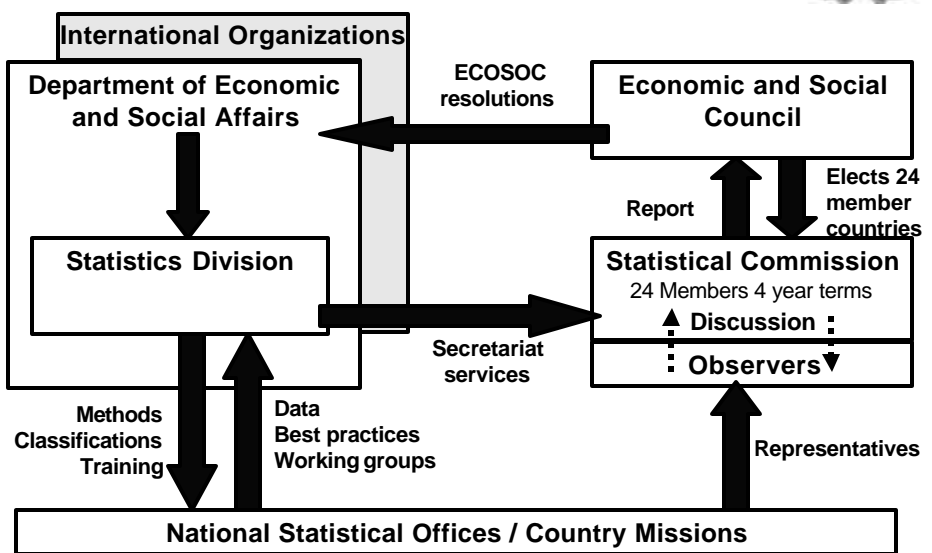 International Organizations
Department of Economic
and Social Affairs
ECOSOC
resolutions
Economic and Social
Council
Report
Elects 24
member
countries
Statistics Division
Statistical Commission
24 Members 4 year terms
Discussion
Observers
Secretariat
services
Methods
Classifications
Training
Data
Best practices
Working groups
Representatives
National Statistical Offices / Country Missions